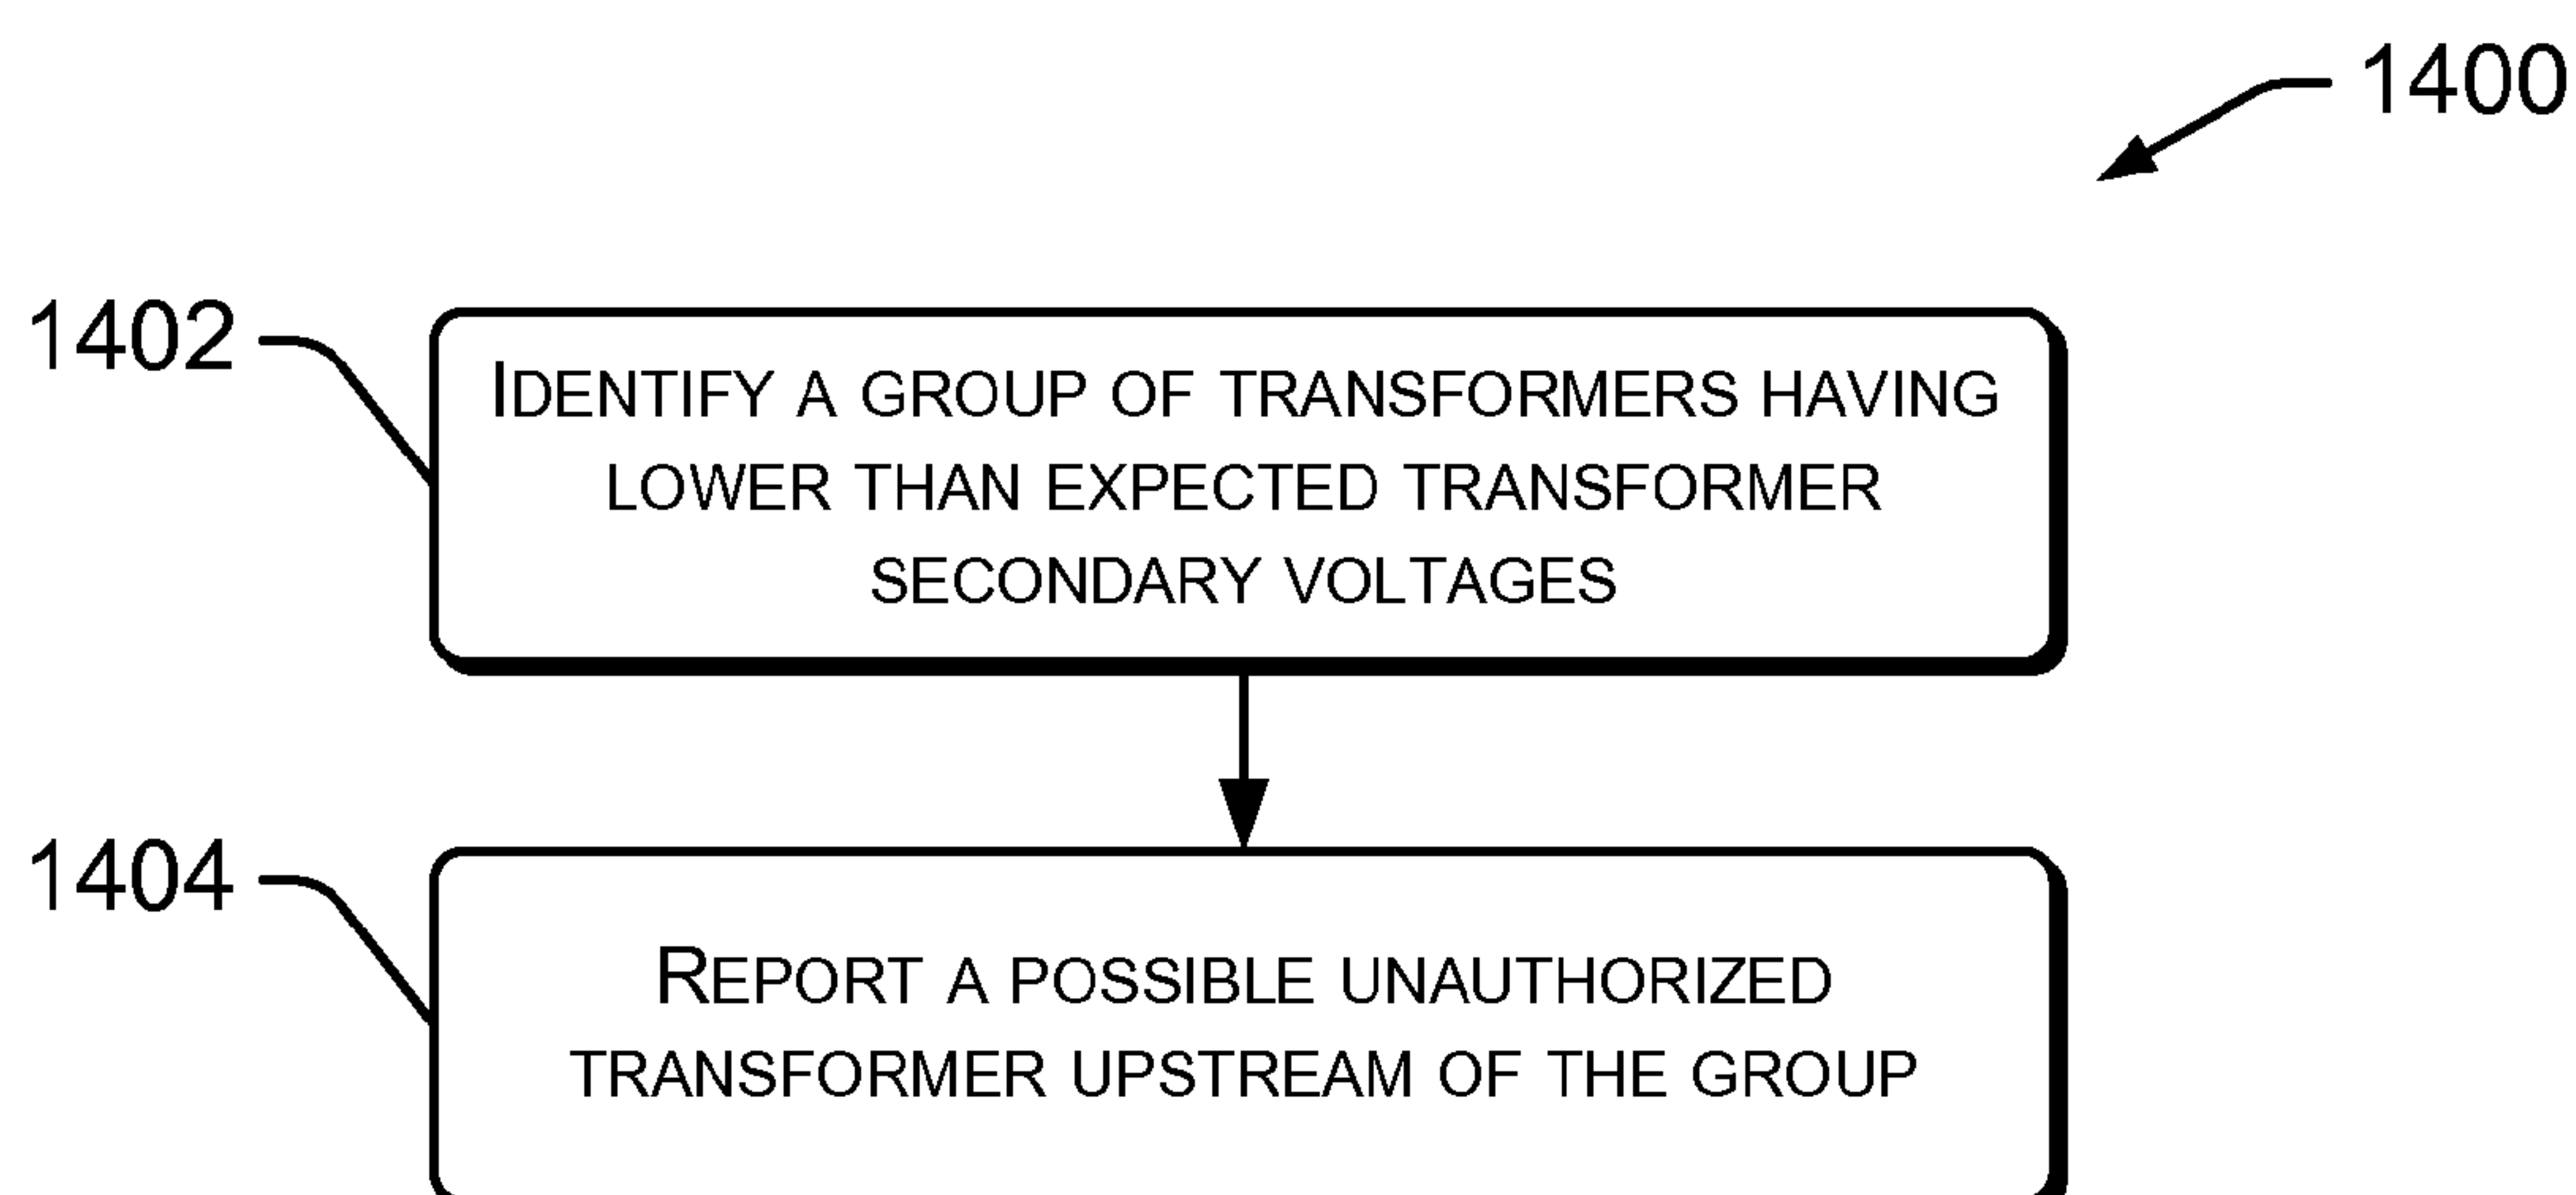 1400
1402
IDENTIFY A GROUP OF TRANSFORMERS HAVING
LOWER THAN EXPECTED TRANSFORMER
SECONDARY VOLTAGES
1404
REPORT A POSSIBLE UNAUTHORIZED
TRANSFORMER UPSTREAM OF THE GROUP